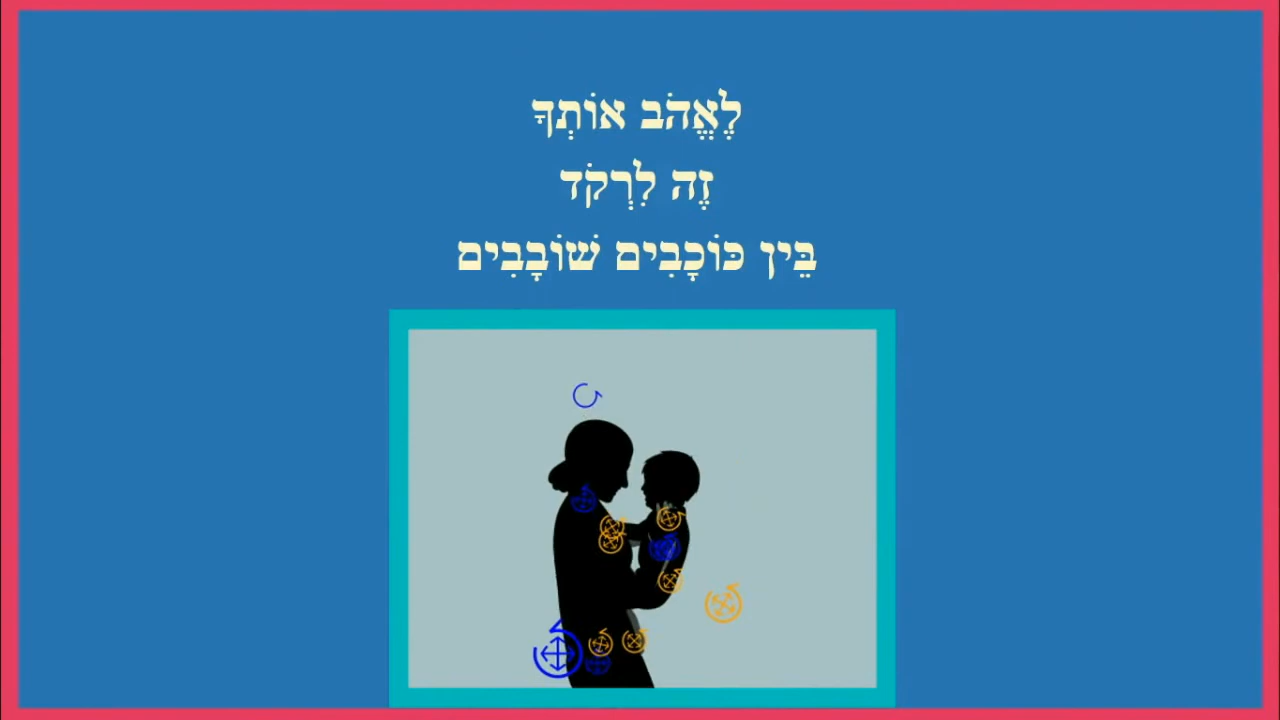 לֶאֱהֹב אוֹתְךָ
זֶה לִרְקֹד
בֵּין כּוֹכָבִים שׁוֹבָבִים